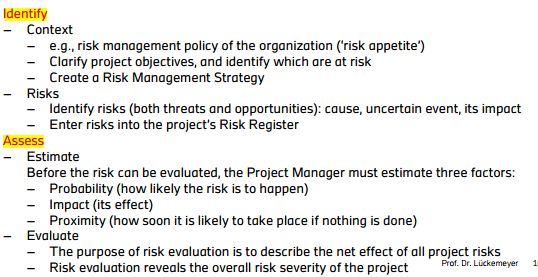 Identify
– Context
– e.g., risk management policy of the organization ('risk appetite')
– Clarify project objectives, and identify which are at risk
– Create a Risk Management Strategy
– Risks
– Identify risks (both threats and opportunities): cause, uncertain event, its impact
– Enter risks into the project's Risk Register
Assess
– Estimate
Before the risk can be evaluated, the Project Manager must estimate three factors:
– Probability (how likely the risk is to happen)
– Impact (its effect)
– Proximity (how soon it is likely to take place if nothing is done)
– Evaluate
– The purpose of risk evaluation is to describe the net effect of all project risks
– Risk evaluation reveals the overall risk severity of the project
Prof. Dr. Lückemeyer